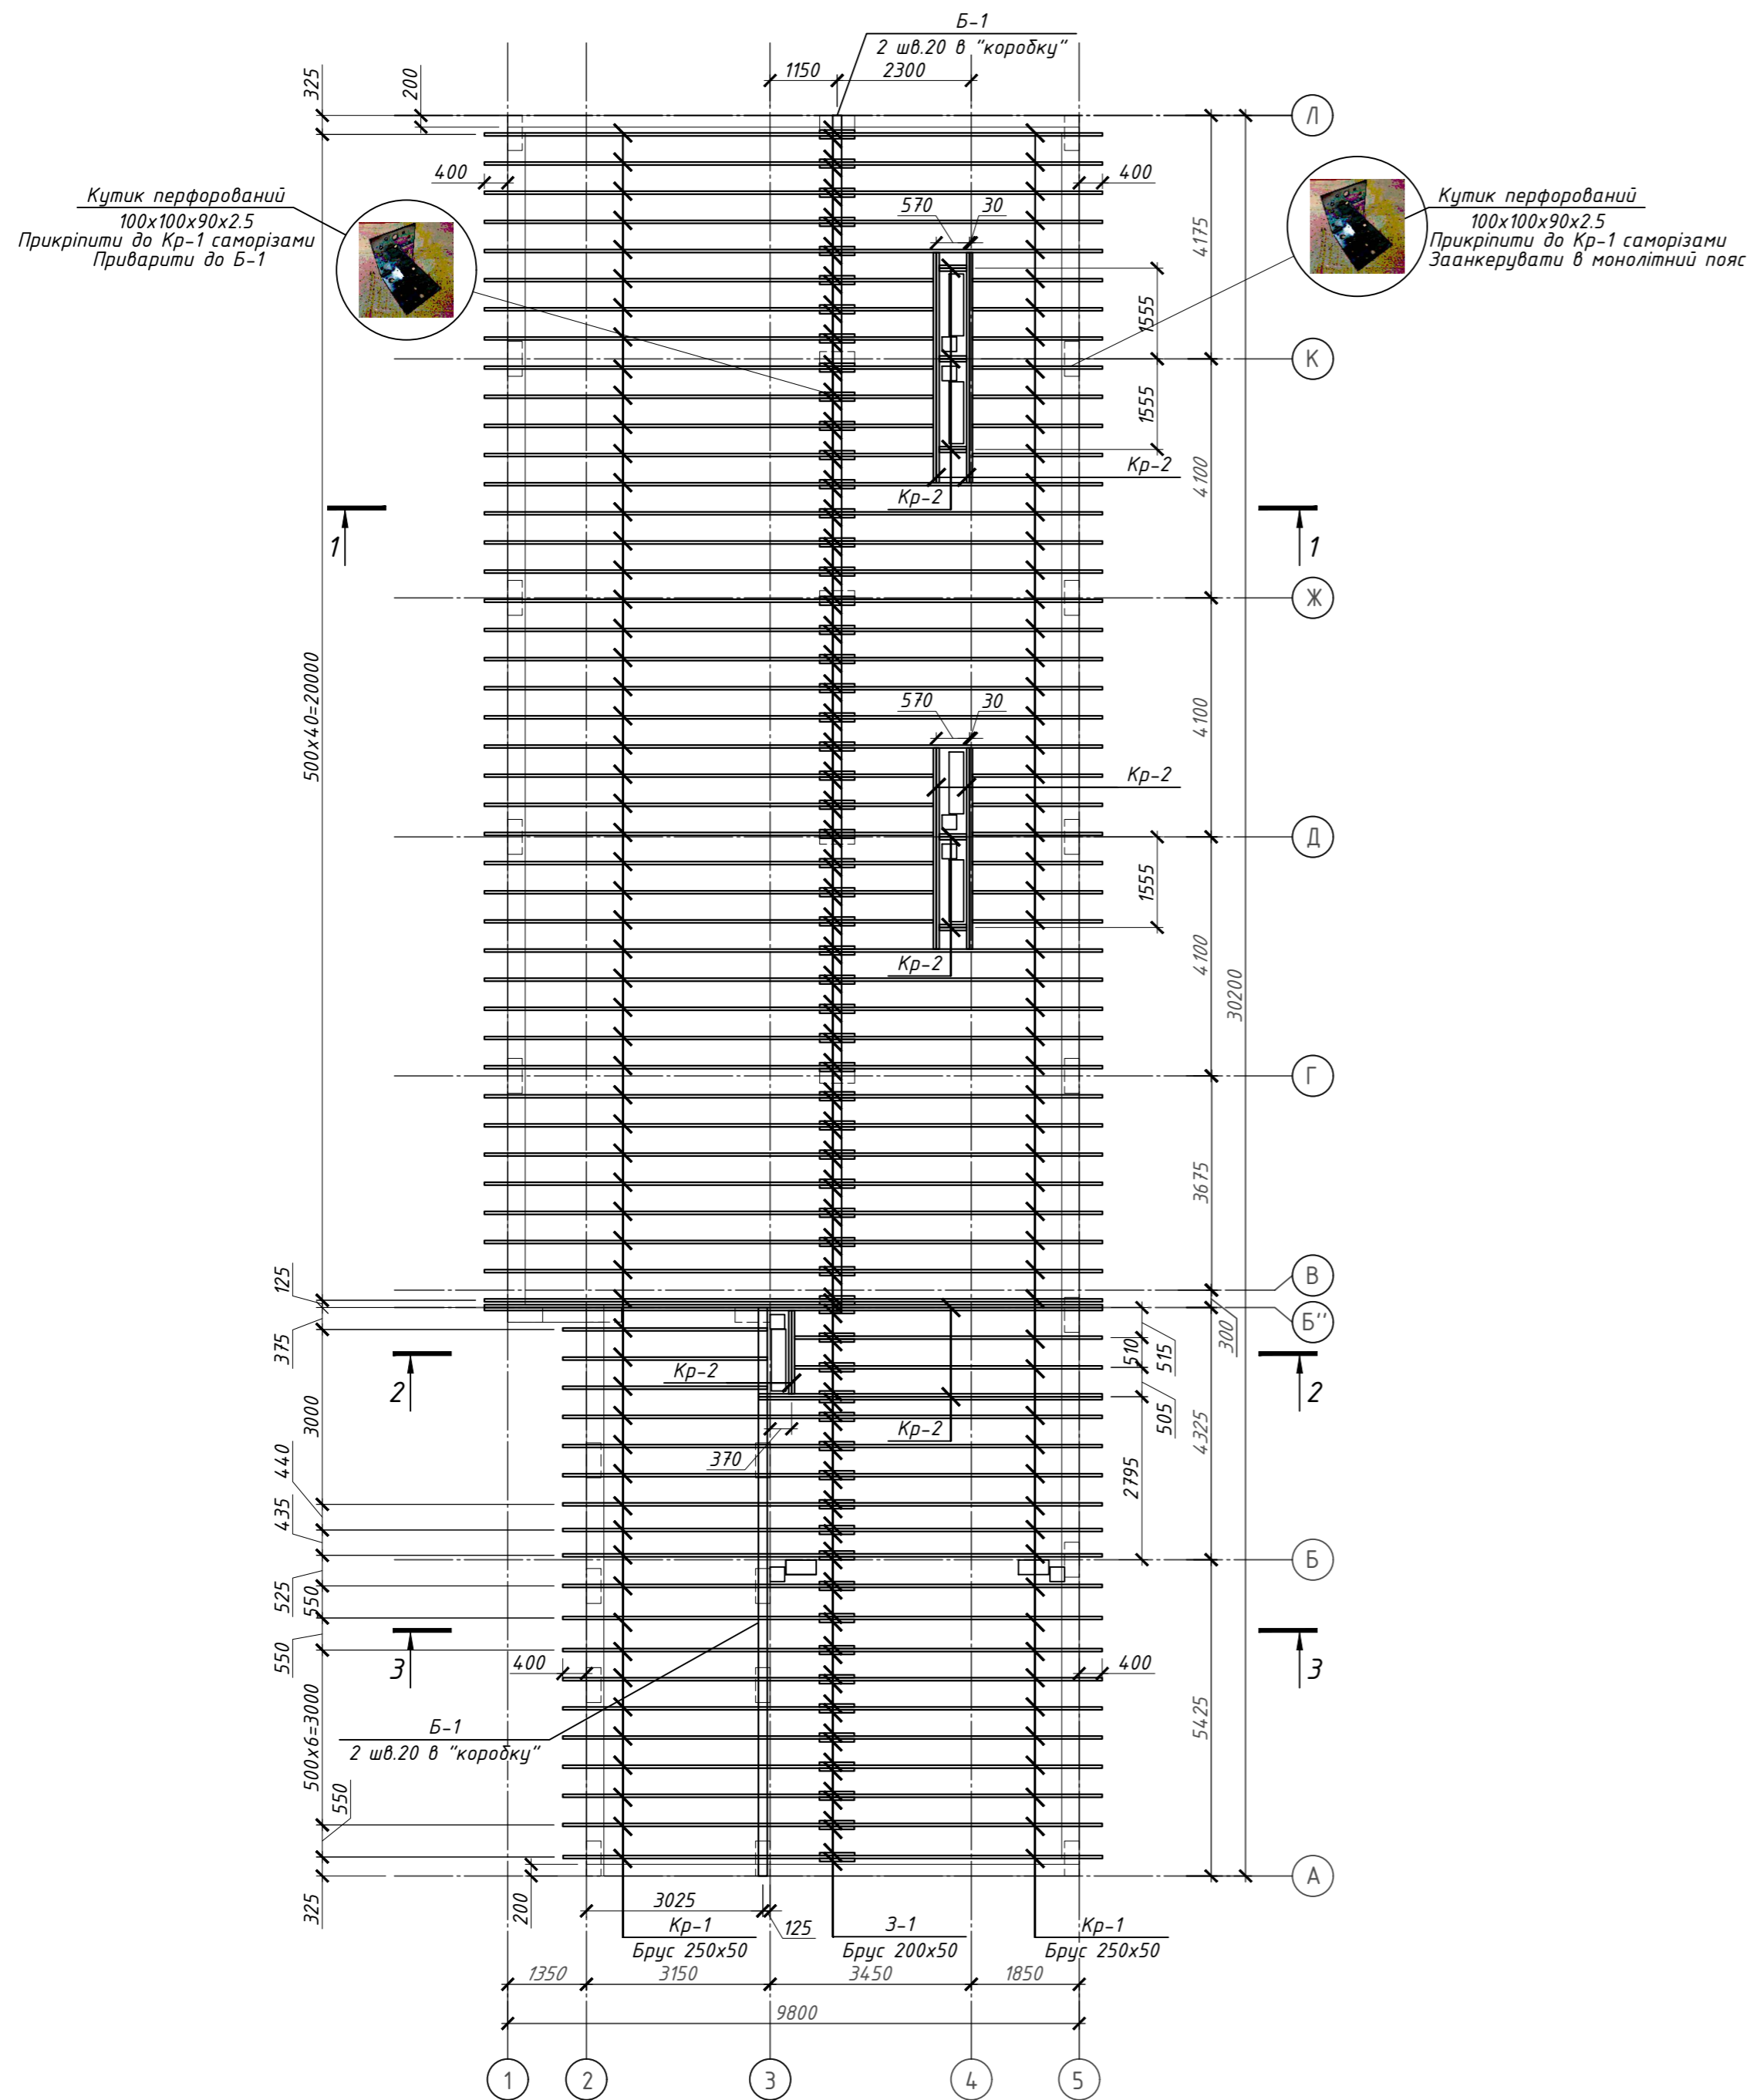 Б-1
2 шв.20 в "коробку"
1150
2300
325
200
Л
400
400
Кутик перфорований
100х100х90х2.5
Прикріпити до Кр-1 саморізами
Приварити до Б-1
Кутик перфорований
100х100х90х2.5
Прикріпити до Кр-1 саморізами
Заанкерувати в монолітний пояс
570
30
4175
1555
К
1555
Кр-2
4100
Кр-2
1
1
Ж
500х40=20000
570
30
4100
Кр-2
Д
1555
4100
Кр-2
30200
Г
3675
125
В
Б''
300
375
510
515
2
2
Кр-2
3000
505
4325
Кр-2
370
440
2795
435
Б
525
550
550
3
3
400
400
Б-1
2 шв.20 в "коробку"
5425
500х6=3000
550
А
325
200
3025
125
Кр-1
Брус 250х50
З-1
Брус 200х50
Кр-1
Брус 250х50
1350
3150
3450
1850
9800
1
2
3
4
5